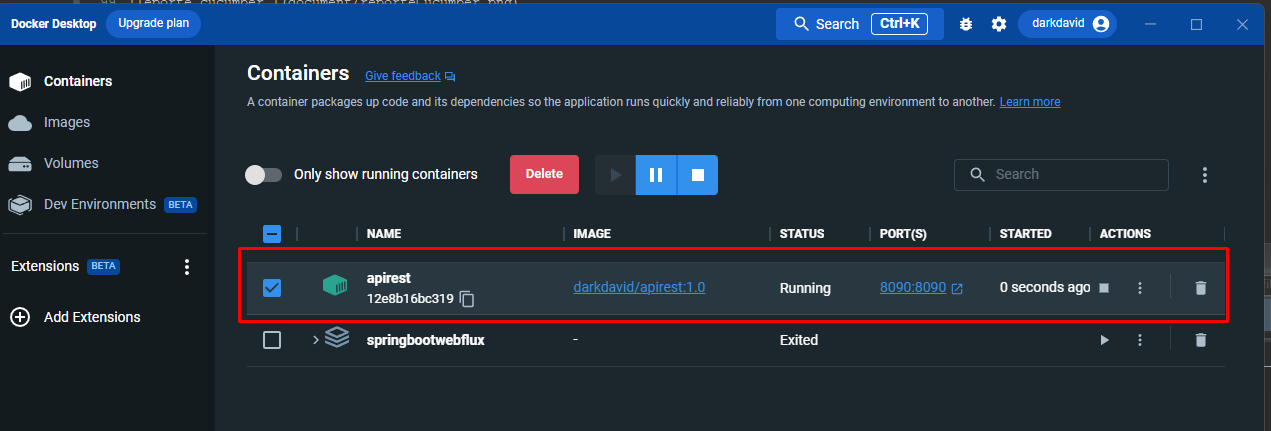 Docker Desktop Upgrade plan Search Ctrl+K darkdavid
Containers
Images
Volumes
Dev Environments BETA
Extensions BETA
Add Extensions
Containers Give feedback
A container packages up code and its dependencies so the application runs quickly and reliably from one computing environment to another. Learn more
Only show running containers Delete Search
NAME IMAGE STATUS PORT(S) STARTED ACTIONS
apirest
12e8b16bc319 darkdavid/apirest:1.0 Running 8090:8090 0 seconds ago
springbootwebflux - Exited